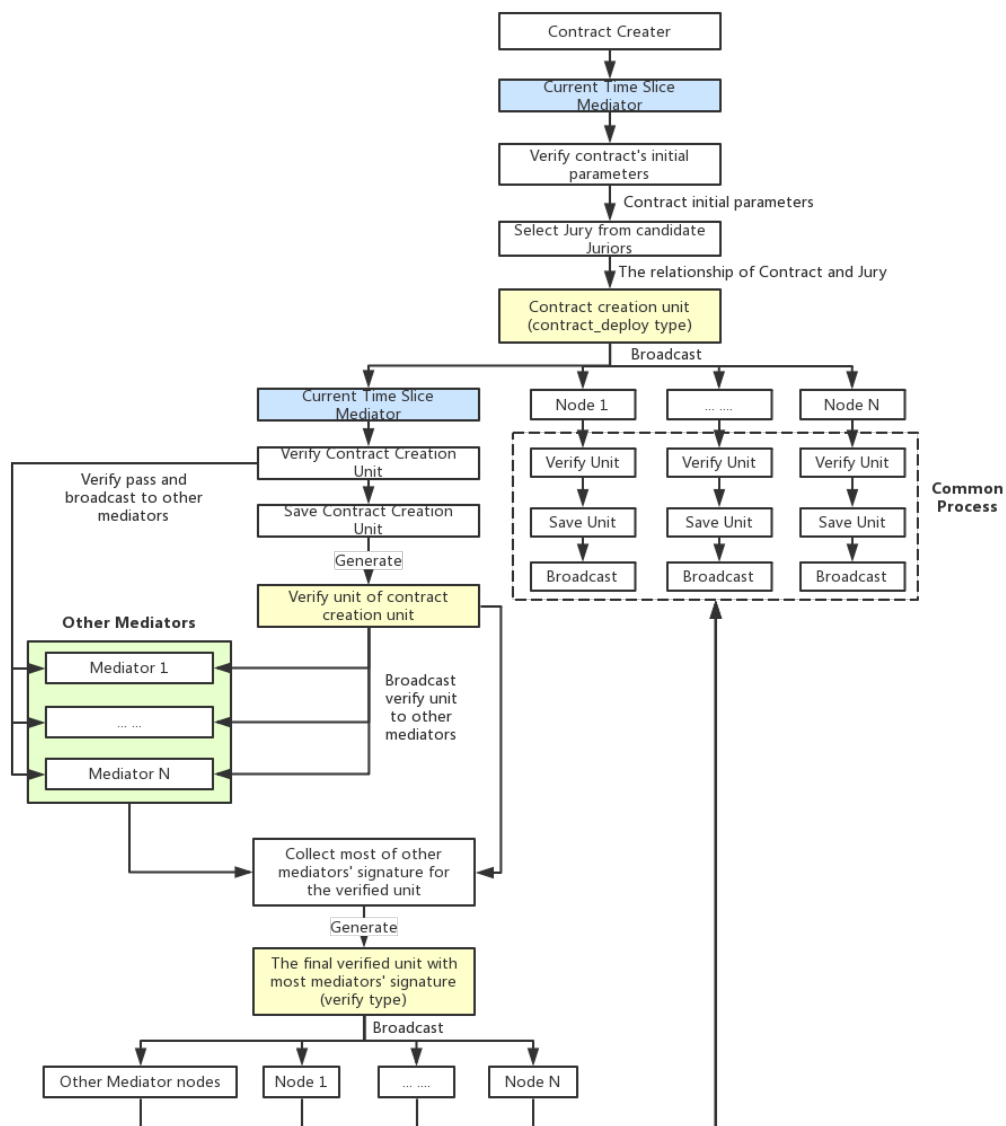 Contract Creater
Current Time Slice
Mediator
Verify contract's initial
parameters
Contract initial parameters
Select Jury from candidate
Juriors
The relationship of Contract and Jury
Contract creation unit
(contract_deploy type)
Broadcast
Current Time Slice
Mediator
Node 1
... ....
Node N
Verify Contract Creation
Unit
Verify Unit
Verify Unit
Verify Unit
Verify pass and
broadcast to other
mediators
Common
Process
Save Contract Creation
Unit
Save Unit
Save Unit
Save Unit
Generate
Broadcast
Broadcast
Broadcast
Verify unit of contract
creation unit
Other Mediators
Mediator 1
... ...
Mediator N
Broadcast
verify unit
to other
mediators
Collect most of other
mediators' signature for
the verified unit
Generate
The final verified unit with
most mediators' signature
(verify type)
Broadcast
Other Mediator nodes
Node 1
... ....
Node N